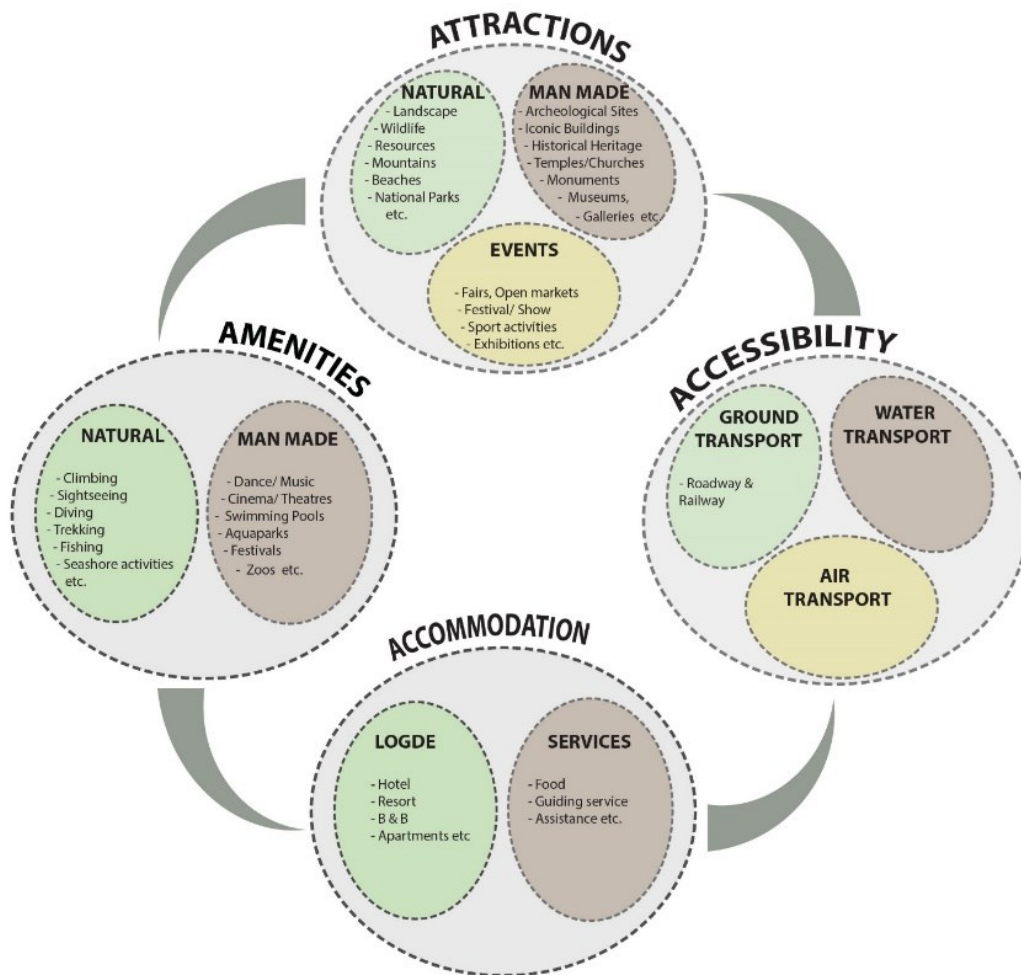 ATTRACTIONS
NATURAL
- Landscape
- Wildlife
- Resources
- Mountains
- Beaches
- National Parks
etc.
MAN MADE
- Archeological Sites
- Iconic Buildings
- Historical Heritage
- Temples/Churches
- Monuments
- Museums,
- Galleries etc
EVENTS
- Fairs, Open markets
- Festival/ Show
- Sport activities
- Exhibitions etc.
AMENITIES
NATURAL
- Climbing
- Sightseeing
- Diving
- Trekking
- Fishing
- Seashore activities
etc.
MAN MADE
- Dance/ Music
- Cinema/ Theatres
- Swimming Pools
- Aquaparks
- Festivals
- Zoos etc.
ACCESSIBILITY
GROUND
TRANSPORT
- Roadway &
Railway
WATER
TRANSPORT
AIR
TRANSPORT
ACCOMMODATION
LOGDE
- Hotel
- Resort
- B & B
- Apartments etc
SERVICES
- Food
- Guiding service
- Assistance etc.